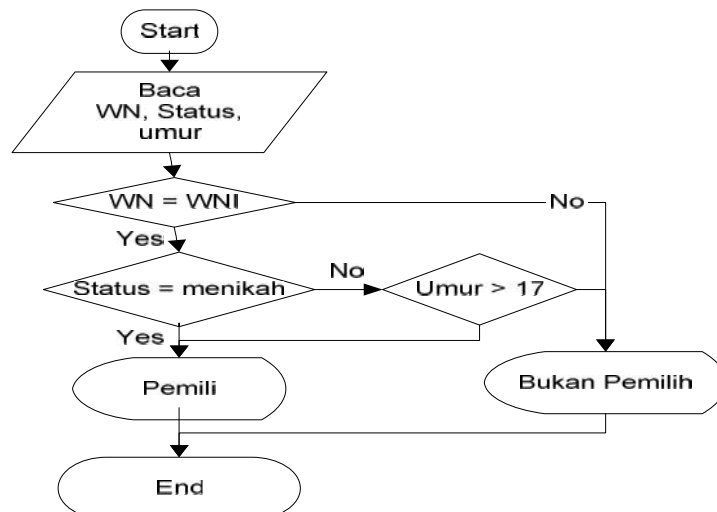 Start
Baca
WN, Status,
umur
WN = WNI
No
Yes
Status = menikah
No
Umur > 17
Yes
Pemili
Bukan Pemilih
End